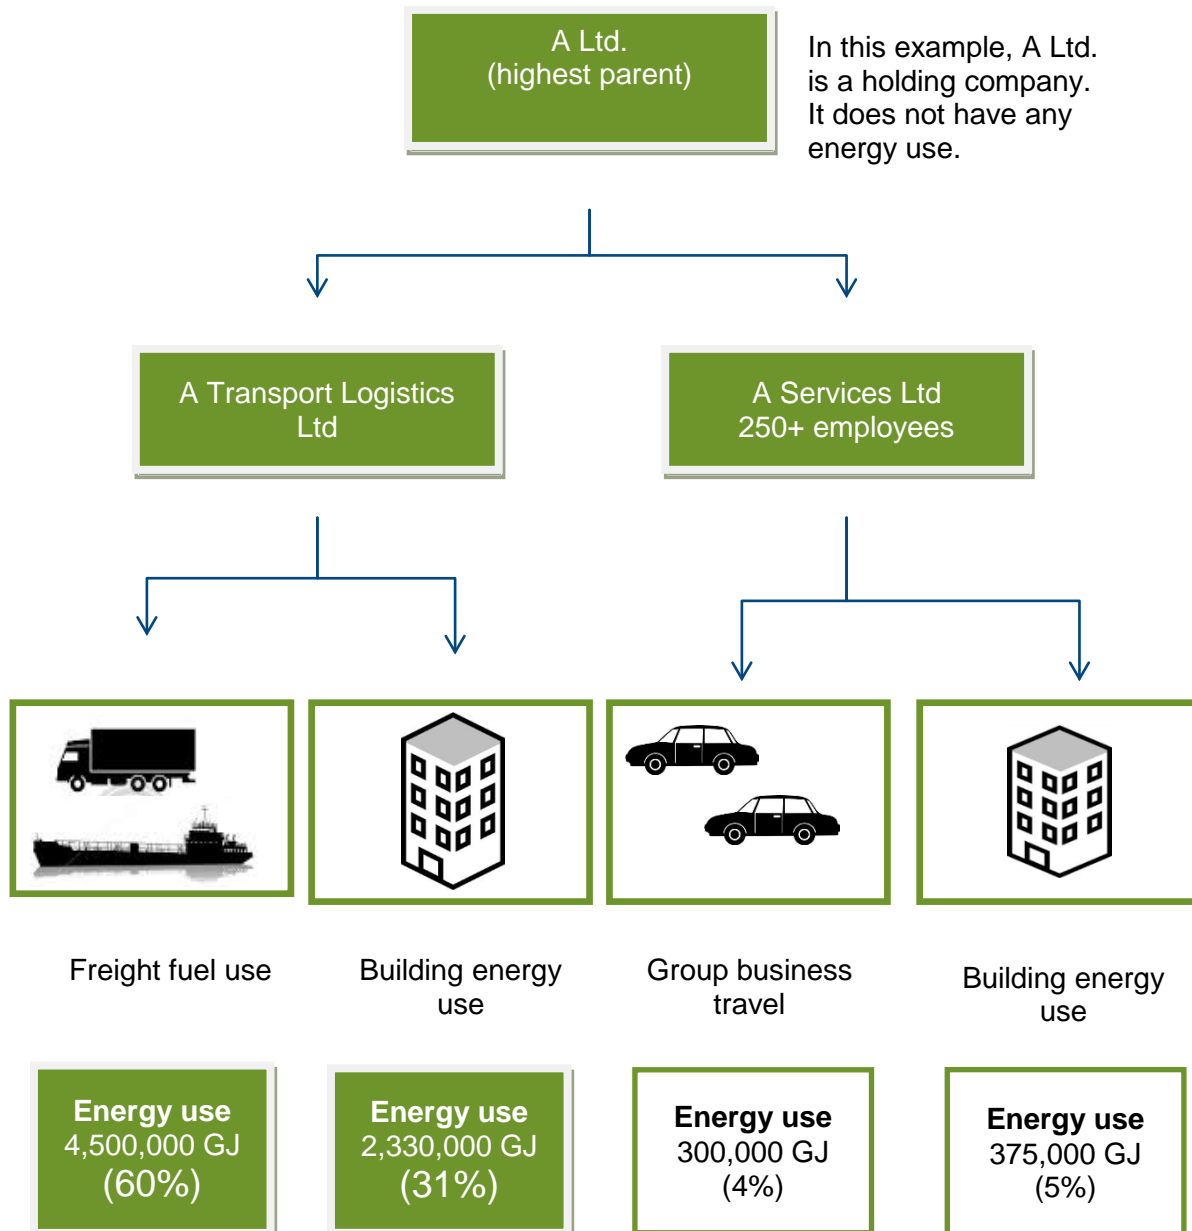 A Ltd.
(highest parent)
In this example, A Ltd.
is a holding company.
It does not have any
energy use.
A Transport Logistics
Ltd
A Services Ltd
250+ employees
Freight fuel use
Building energy
use
Group business
travel
Building energy
use
Energy use
4,500,000 GJ
(60%)
Energy use
2,330,000 GJ
(31%)
Energy use
300,000 GJ
(4%)
Energy use
375,000 GJ
(5%)